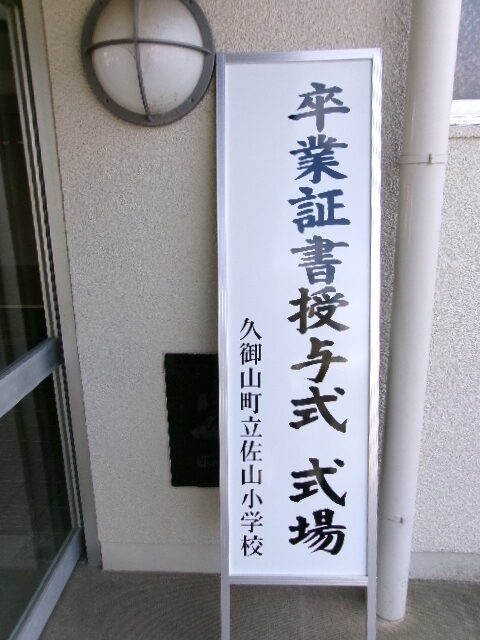 卒業証書授与式 式場
久御山町立佐山小学校